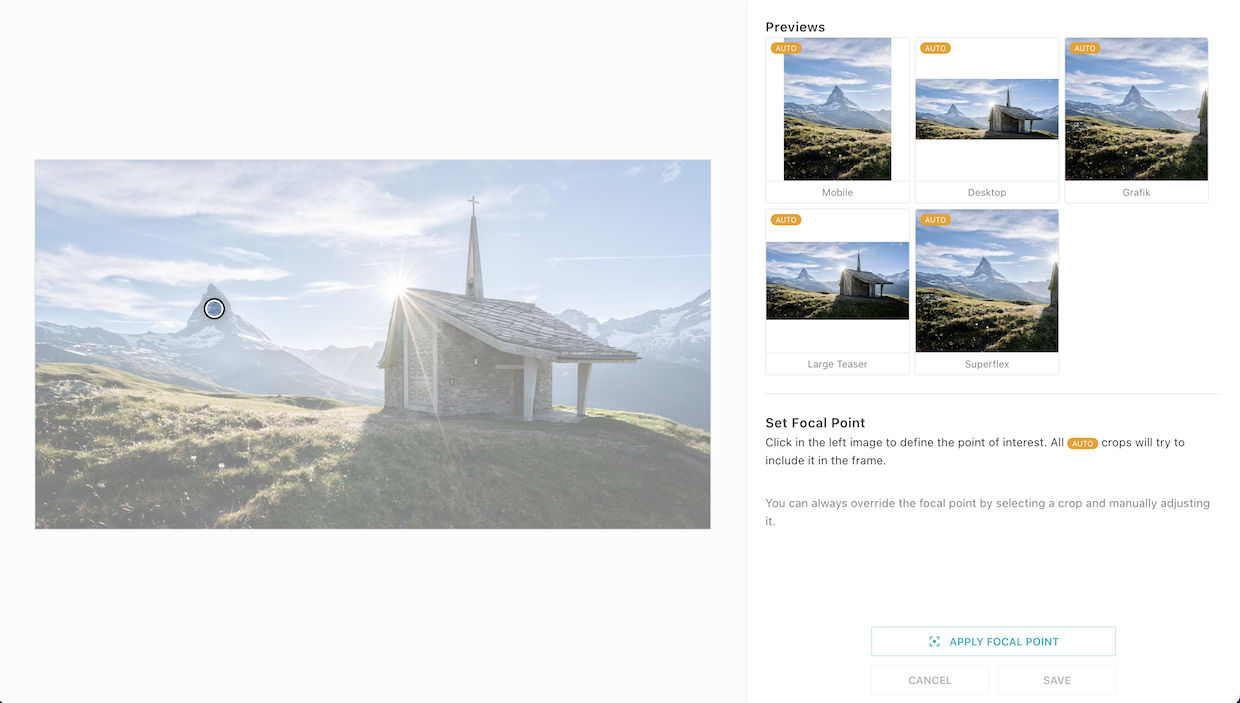 Previews
AUTO
AUTO
AUTO
Mobile
Desktop
Grafik
AUTO
AUTO
Large Teaser
Superflex
Set Focal Point
Click in the left image to define the point of interest. All AUTO crops will try to
include it in the frame.
You can always override the focal point by selecting a crop and manually adjusting
it.
APPLY FOCAL POINT
CANCEL
SAVE